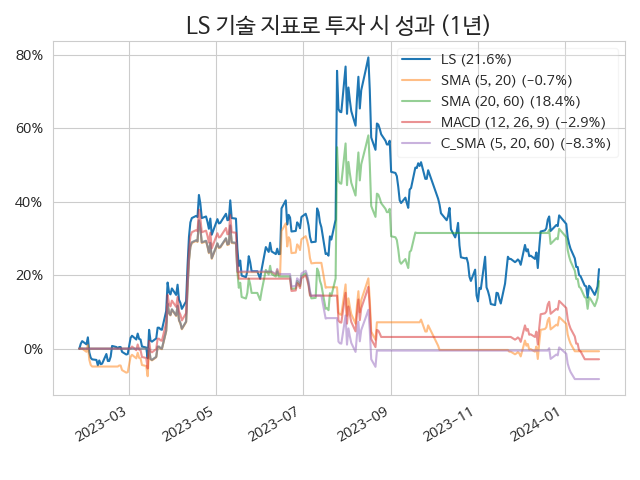 LS 기술 지표로 투자 시 성과 (1년)
80%
60%
40%
20%
0%
LS (21.6%)
SMA (5, 20) (−0.7%)
SMA (20, 60) (18.4%)
MACD (12, 26, 9) (−2.9%)
C_SMA (5, 20, 60) (−8.3%)
2023−03
2023−05
2023−07
2023−09
2023−11
2024−01